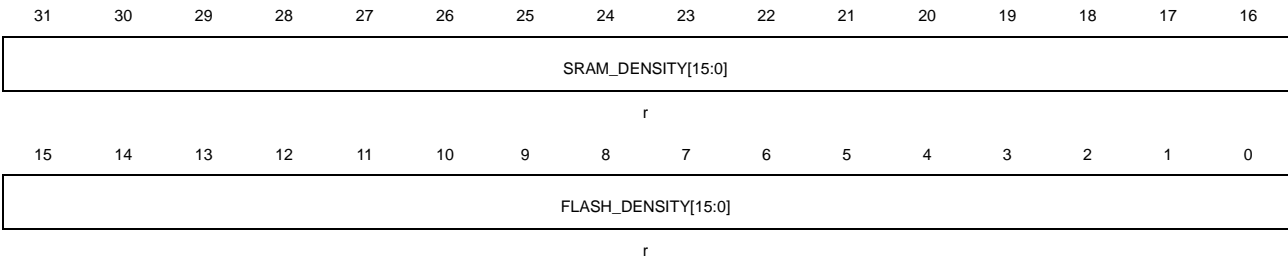 31 30 29 28 27 26 25 24 23 22 21 20 19 18 17 16
SRAM_DENSITY[15:0]
r
15 14 13 12 11 10 9 8 7 6 5 4 3 2 1 0
FLASH_DENSITY[15:0]
r